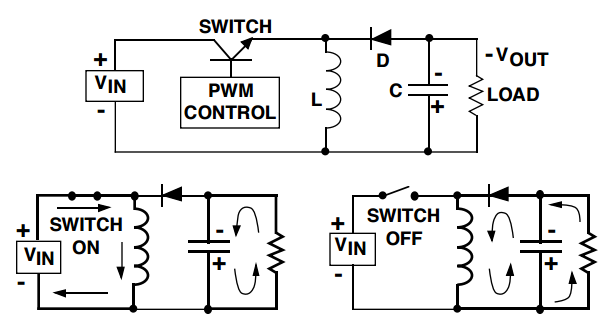 SWITCH
+
VIN
-
PWM
CONTROL
L
D
C
-
+
-VOUT
LOAD
SWITCH
ON
+
VIN
-
-
+
SWITCH
OFF
+
VIN
-
-
+